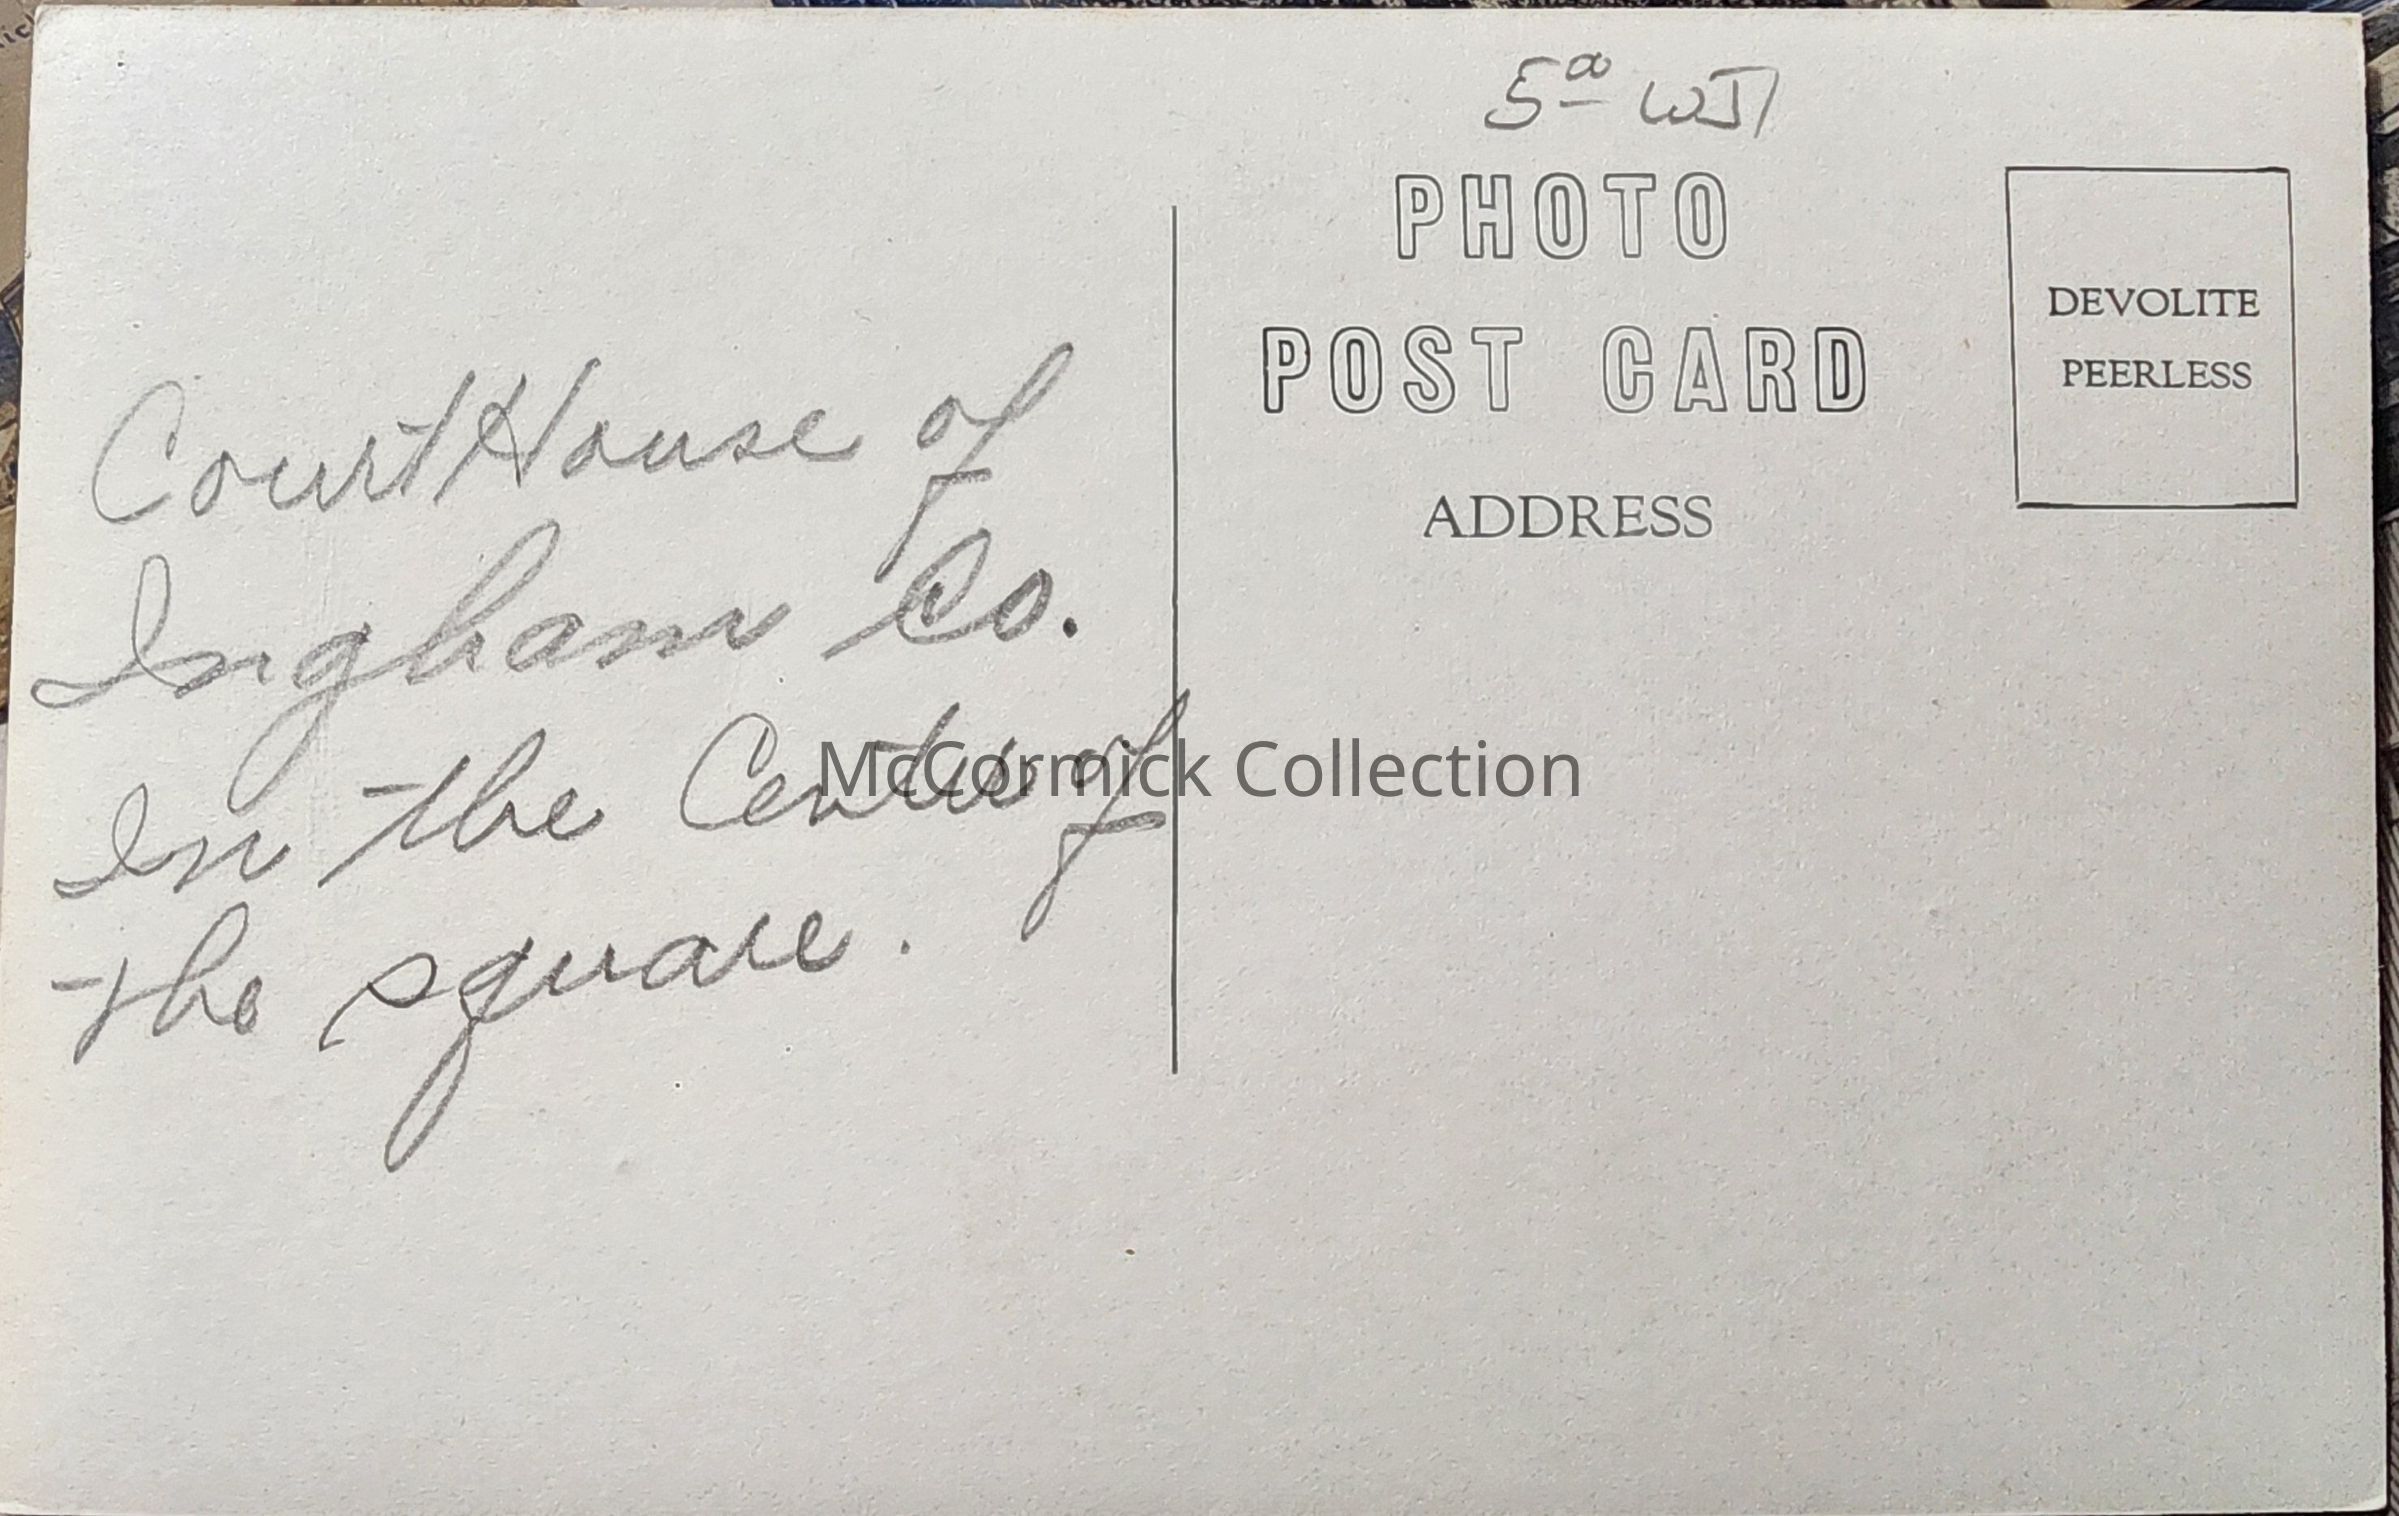 5
PHOTO
POST CARD
ADDRESS
DEVOLITE
PEERLESS
Court House of
Ingham Co.
In the Center of
the square.
McCormick Collection